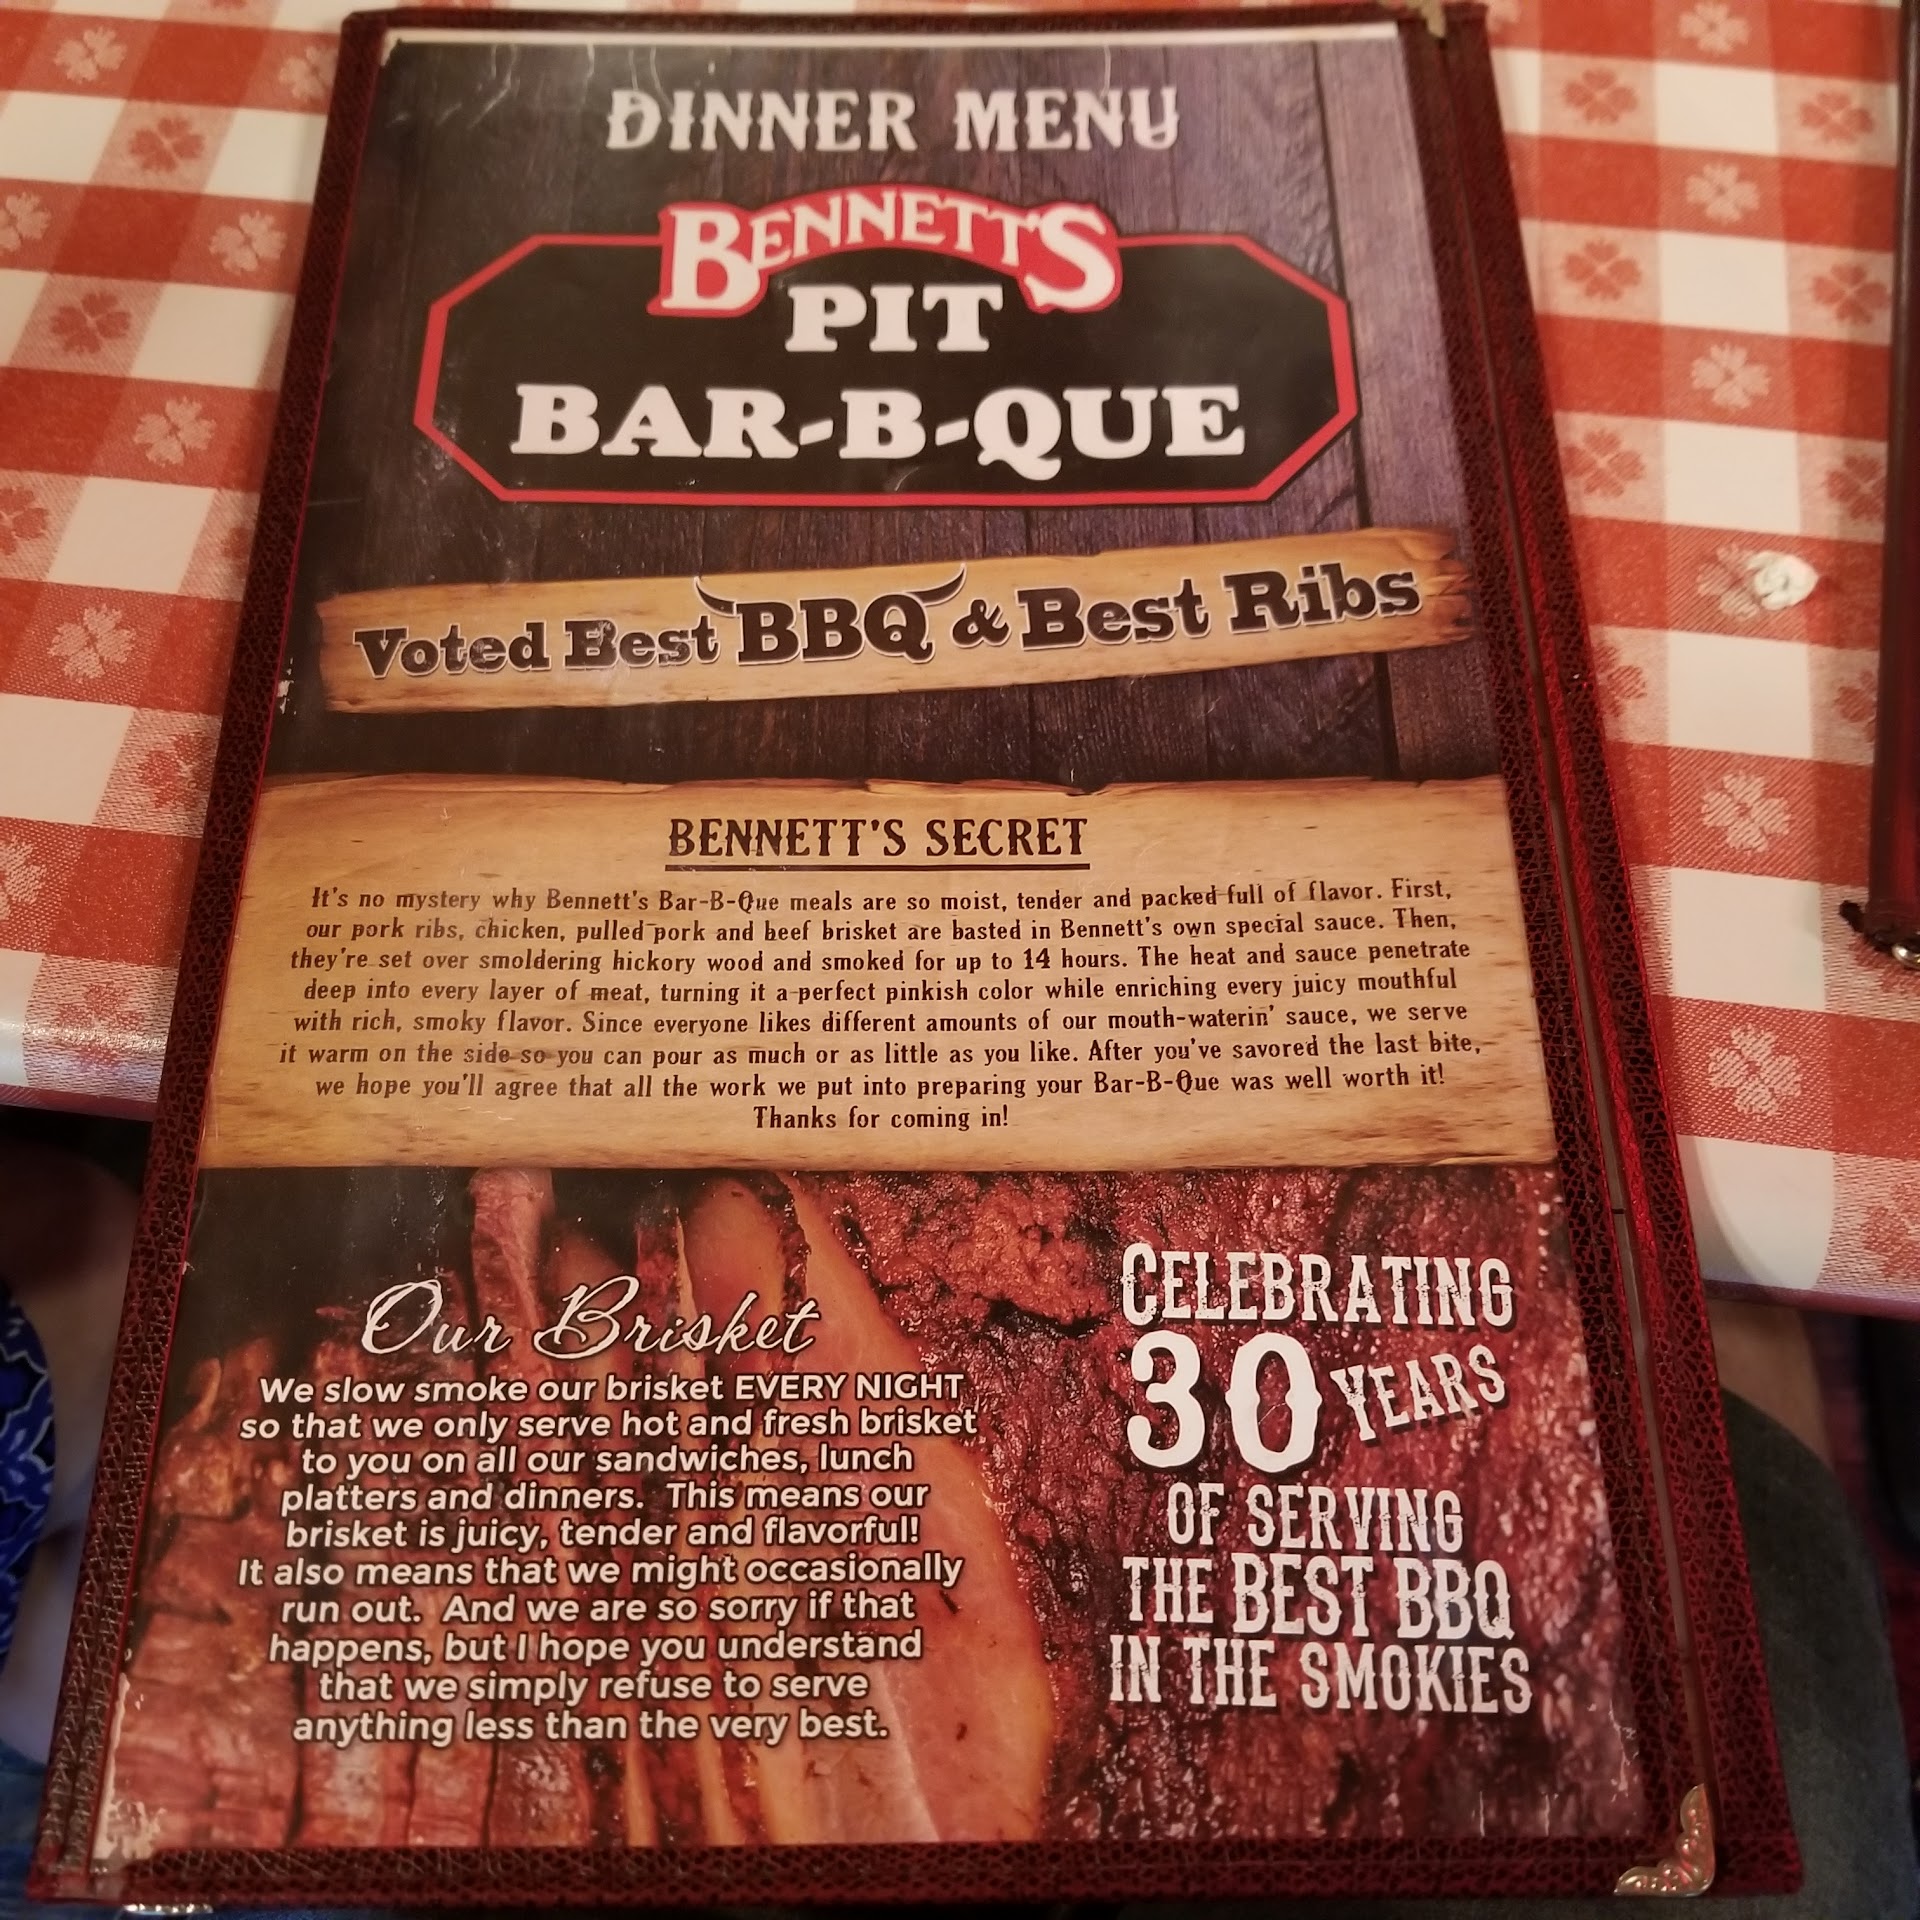 DINNER MENU
BENNETT'S
PIT
BAR-B-QUE
Voted Best BBQ & Best Ribs
BENNETT'S SECRET
It's no mystery why Bennett's Bar-B-Que meals are so moist, tender and packed full of flavor. First,
our pork ribs, chicken, pulled pork and beef brisket are basted in Bennett's own special sauce. Then,
they're set over smoldering hickory wood and smoked for up to 14 hours. The heat and sauce penetrate
deep into every layer of meat, turning it a perfect pinkish color while enriching every juicy mouthful
with rich, smoky flavor. Since everyone likes different amounts of our mouth-waterin' sauce, we serve
it warm on the side so you can pour as much or as little as you like. After you've savored the last bite,
we hope you'll agree that all the work we put into preparing your Bar-B-Que was well worth it!
Thanks for coming in!
Our Brisket
We slow smoke our brisket EVERY NIGHT
so that we only serve hot and fresh brisket
to you on all our sandwiches, lunch
platters and dinners. This means our
brisket is juicy, tender and flavorful!
It also means that we might occasionally
run out. And we are so sorry if that
happens, but I hope you understand
that we simply refuse to serve
anything less than the very best.
CELEBRATING
30 YEARS
OF SERVING
THE BEST BBQ
IN THE SMOKIES